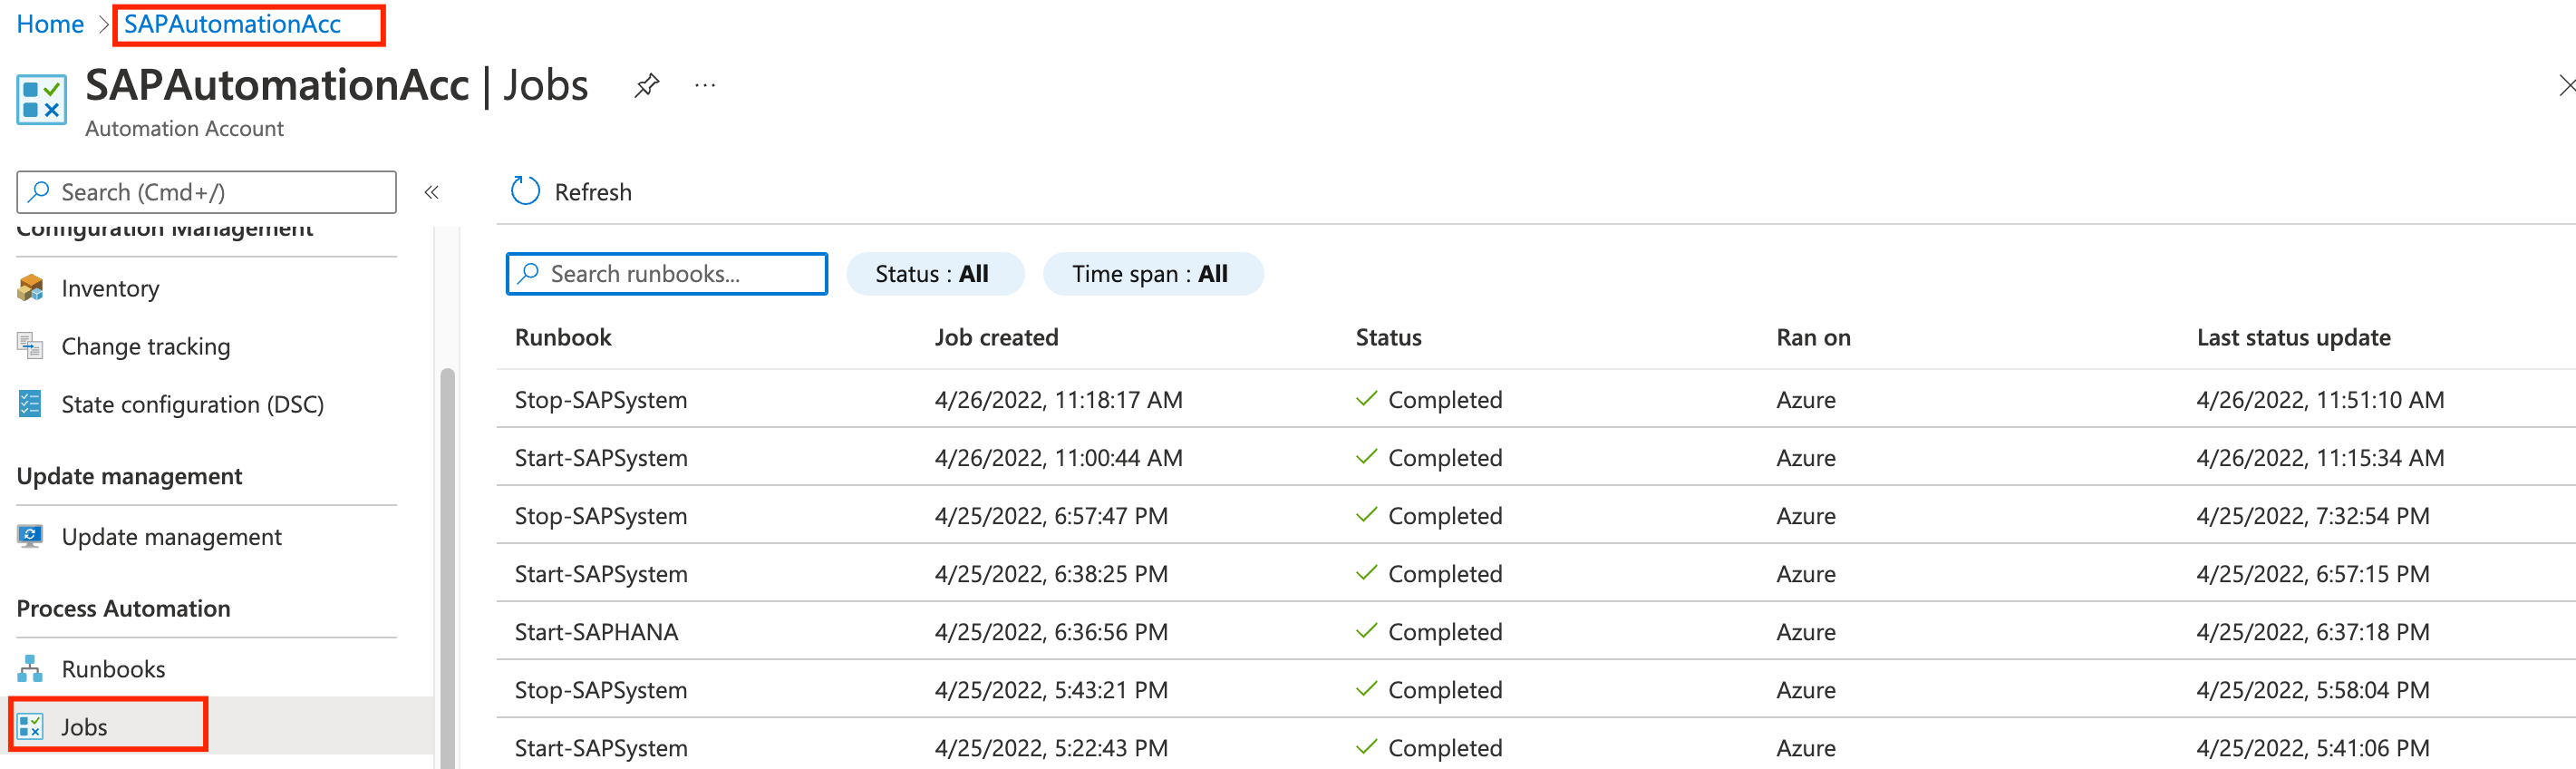 Home > SAPAutomationAcc
SAPAutomationAcc | Jobs ...
Automation Account
Search (Cmd+/) «
Configuration Management
Inventory
Change tracking
State configuration (DSC)
Update management
Update management
Process Automation
Runbooks
Jobs
Refresh
Search runbooks... Status : All Time span : All
Runbook Job created Status Ran on Last status update
Stop-SAPSystem 4/26/2022, 11:18:17 AM Completed Azure 4/26/2022, 11:51:10 AM
Start-SAPSystem 4/26/2022, 11:00:44 AM Completed Azure 4/26/2022, 11:15:34 AM
Stop-SAPSystem 4/25/2022, 6:57:47 PM Completed Azure 4/25/2022, 7:32:54 PM
Start-SAPSystem 4/25/2022, 6:38:25 PM Completed Azure 4/25/2022, 6:57:15 PM
Start-SAPHANA 4/25/2022, 6:36:56 PM Completed Azure 4/25/2022, 6:37:18 PM
Stop-SAPSystem 4/25/2022, 5:43:21 PM Completed Azure 4/25/2022, 5:58:04 PM
Start-SAPSystem 4/25/2022, 5:22:43 PM Completed Azure 4/25/2022, 5:41:06 PM